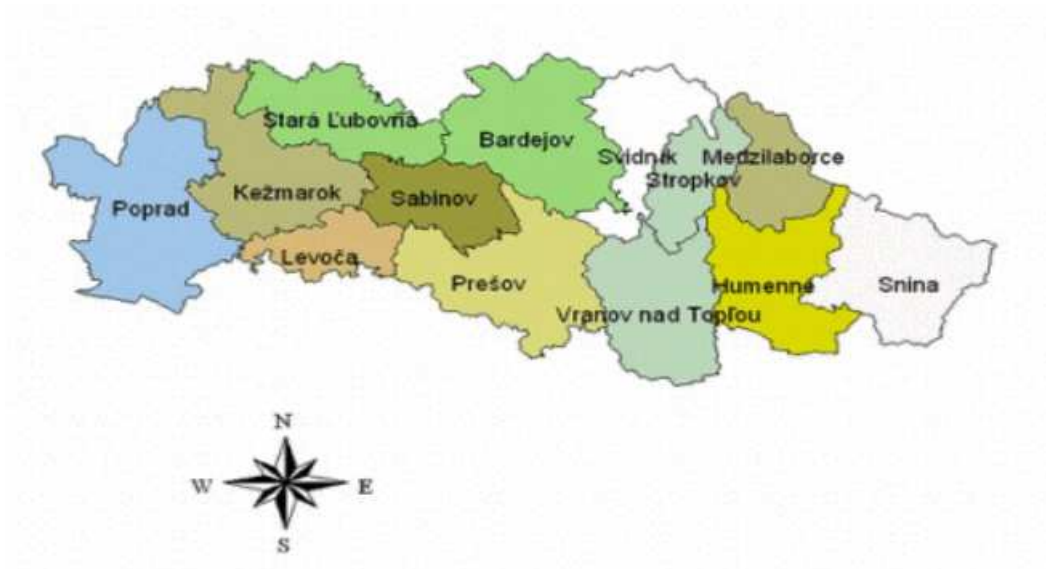 Stará Ľubovňa
Bardejov
Svidník
Medzilaborce
Stropkov
Kežmarok
Sabinov
Poprad
Levoča
Prešov
Humenné
Snina
Vranov nad Topľou
N
W
E
S